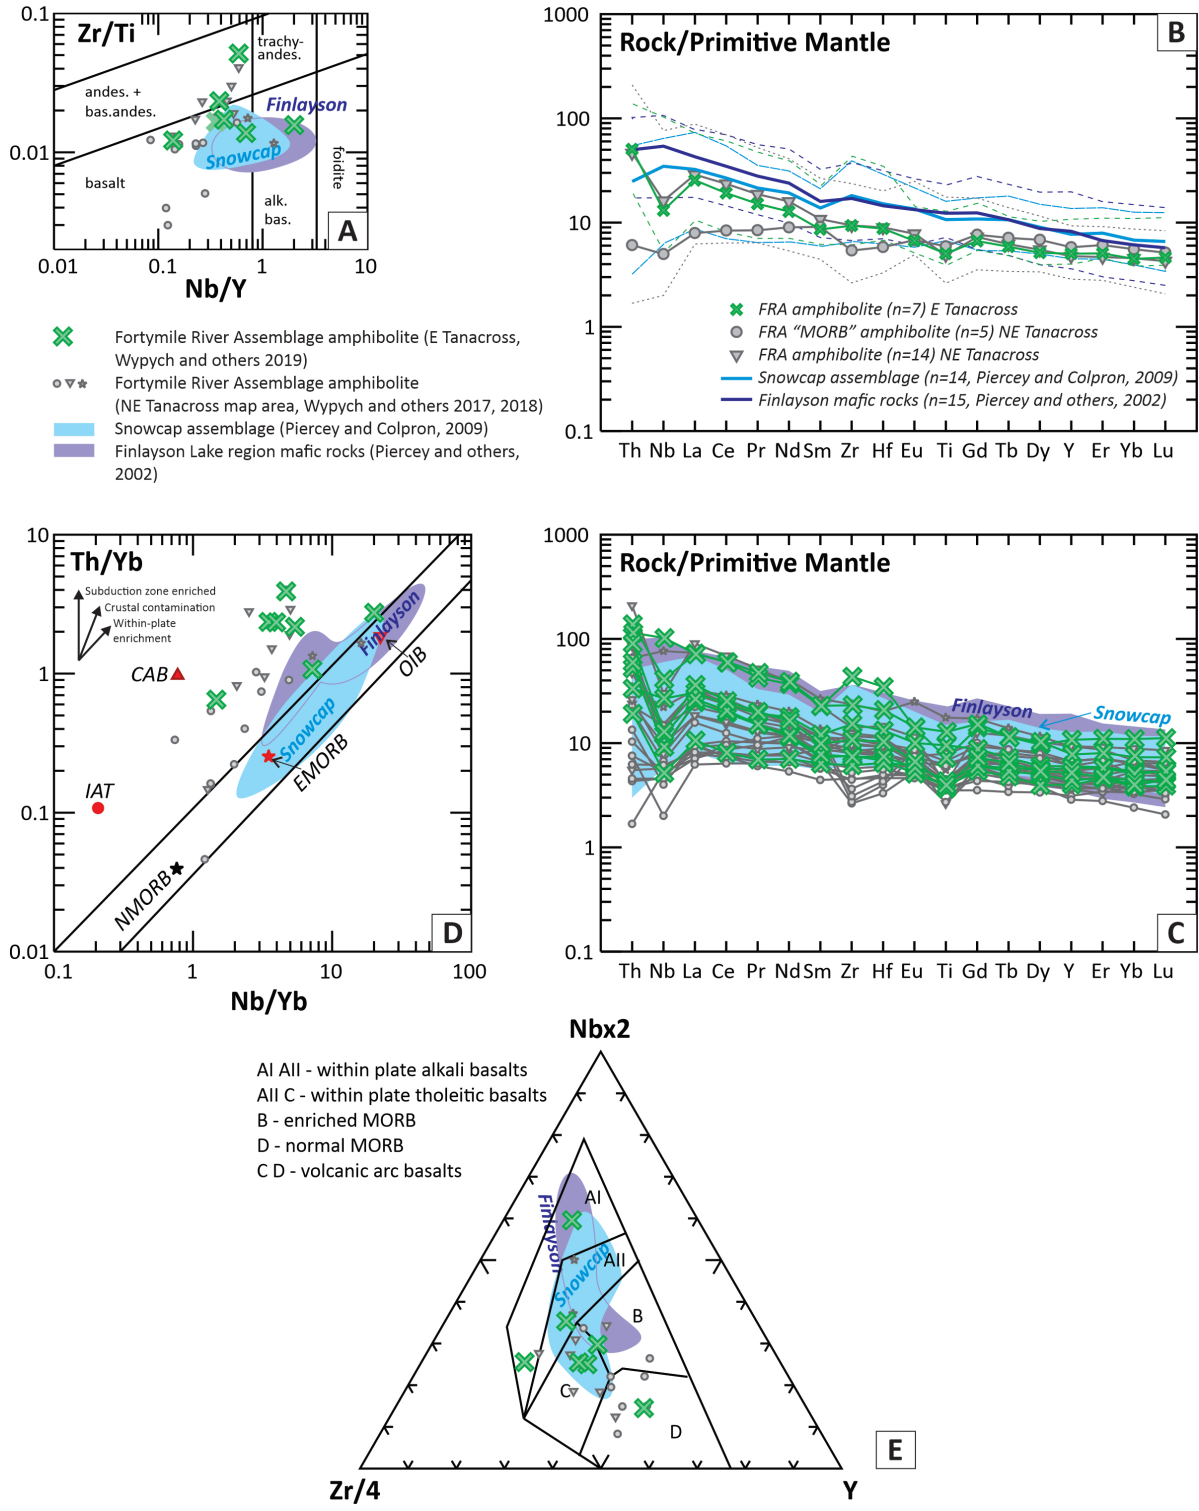 0.1
Zr/Ti
trachy-
andes.
andes. +
bas.andes.
Finlayson
0.01
Snowcap
basalt
foidite
alk.
bas.
A
0.01
0.1
1
10
Nb/Y
1000
Rock/Primitive Mantle
B
100
10
1
0.1
FRA amphibolite (n=7) E Tanacross
FRA “MORB” amphibolite (n=5) NE Tanacross
FRA amphibolite (n=14) NE Tanacross
Snowcap assemblage (n=14, Piercey and Colpron, 2009)
Finlayson mafic rocks (n=15, Piercey and others, 2002)
Th Nb La Ce Pr Nd Sm Zr Hf Eu Ti Gd Tb Dy Y Er Yb Lu
Fortymile River Assemblage amphibolite (E Tanacross,
Wypych and others 2019)
Fortymile River Assemblage amphibolite
(NE Tanacross map area, Wypych and others 2017, 2018)
Snowcap assemblage (Piercey and Colpron, 2009)
Finlayson Lake region mafic rocks (Piercey and others,
2002)
10
Th/Yb
Subduction zone enriched
Crustal contamination
Within-plate
enrichment
Finlayson
OIB
1
CAB
Snowcap
EMORB
IAT
0.1
NMORB
D
0.01
0.1
1
10
100
Nb/Yb
1000
Rock/Primitive Mantle
100
Finlayson
Snowcap
10
1
C
0.1
Th Nb La Ce Pr Nd Sm Zr Hf Eu Ti Gd Tb Dy Y Er Yb Lu
Nbx2
AI AII - within plate alkali basalts
AII C - within plate tholeitic basalts
B - enriched MORB
D - normal MORB
C D - volcanic arc basalts
AI
Finlayson
AII
Snowcap
B
C
D
E
Zr/4
Y